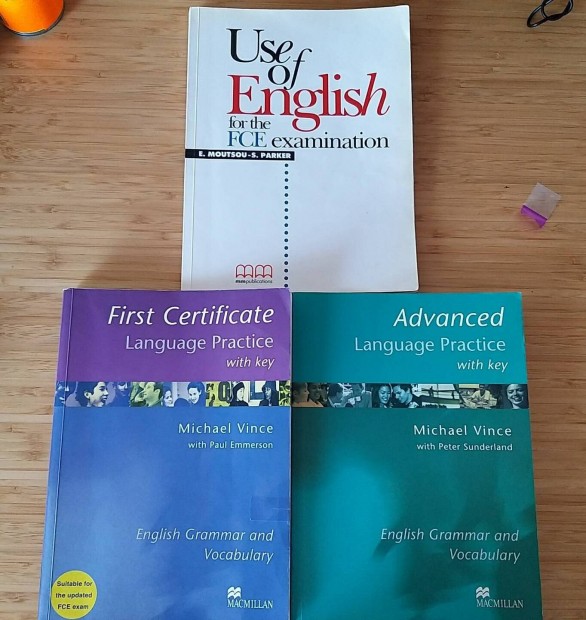 Use
of
English
for the
FCE examination
E. MOUTSOU - S. PARKER
mmpublications
First Certificate
Language Practice
with key
Michael Vince
with Paul Emmerson
English Grammar and
Vocabulary
Suitable for
the updated
FCE exam
MACMILLAN
Advanced
Language Practice
with key
Michael Vince
with Peter Sunderland
English Grammar and
Vocabulary
MACMILLAN